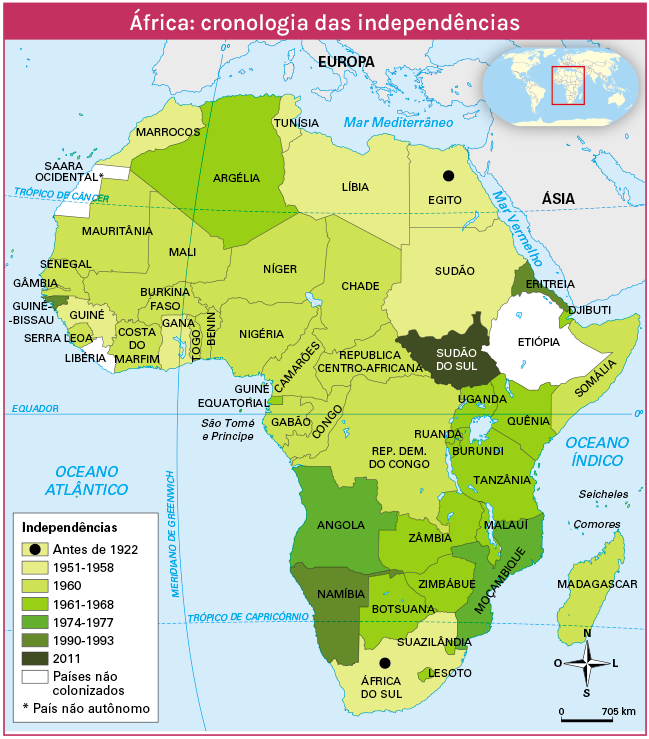 África: cronologia das independências
EUROPA
0°
Mar Mediterrâneo
TUNÍSIA
MARROCOS
SAARA
OCIDENTAL*
ARGÉLIA
LÍBIA
EGITO
ÁSIA
TRÓPICO DE CÂNCER
Mar Vermelho
MAURITÂNIA
MALI
NÍGER
CHADE
SUDÃO
ERITREIA
SENEGAL
GÂMBIA
GUINÉ-
-BISSAU
GUINÉ
BURKINA
FASO
DJIBUTI
SERRA LEOA
LIBÉRIA
COSTA
DO
MARFIM
GANA
TOGO
BENIN
NIGÉRIA
CAMARÕES
REPUBLICA
CENTRO-AFRICANA
SUDÃO
DO SUL
ETIÓPIA
SOMÁLIA
GUINÉ
EQUATORIAL
EQUADOR
0°
São Tomé
e Príncipe
GABÃO
CONGO
UGANDA
QUÊNIA
RUANDA
BURUNDI
REP. DEM.
DO CONGO
TANZÂNIA
OCEANO
ATLÂNTICO
OCEANO
ÍNDICO
MERIDIANO DE GREENWICH
Seicheles
Comores
ANGOLA
ZÂMBIA
MALAUÍ
MOÇAMBIQUE
ZIMBÁBUE
NAMÍBIA
BOTSUANA
MADAGASCAR
TRÓPICO DE CAPRICÓRNIO
SUAZILÂNDIA
LESOTO
ÁFRICA
DO SUL
Independências
Antes de 1922
1951-1958
1960
1961-1968
1974-1977
1990-1993
2011
Países não
colonizados
* País não autônomo
N
O
L
S
0 705 km